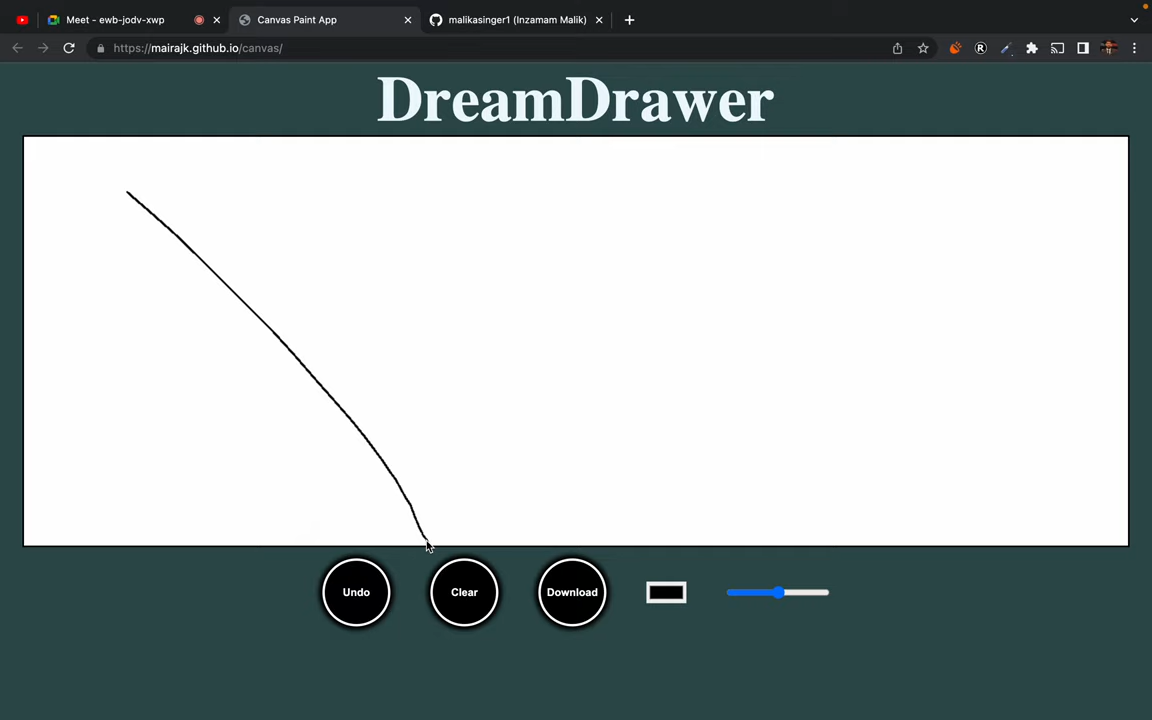 Meet - ewb-jodv-xwp
Canvas Paint App
malikasinger1 (Inzamam Malik)
https://mairajk.github.io/canvas/
DreamDrawer
Undo
Clear
Download